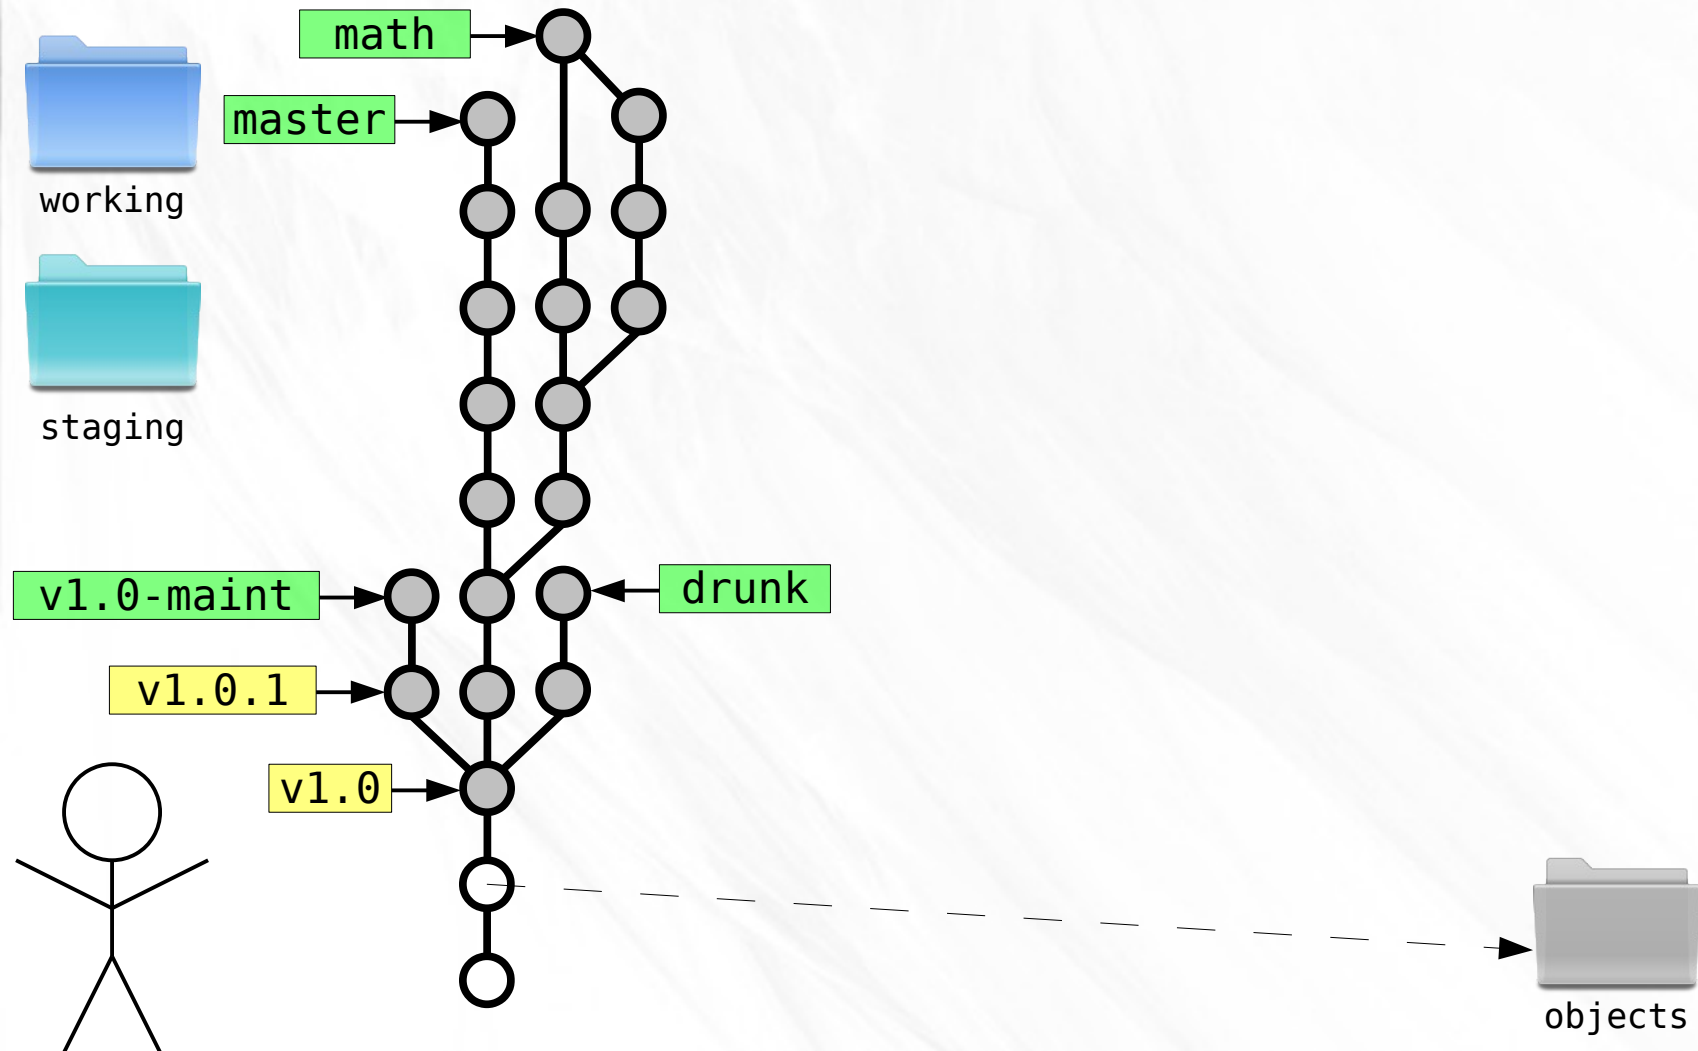 math
master
working
staging
v1.0-maint
drunk
v1.0.1
v1.0
objects